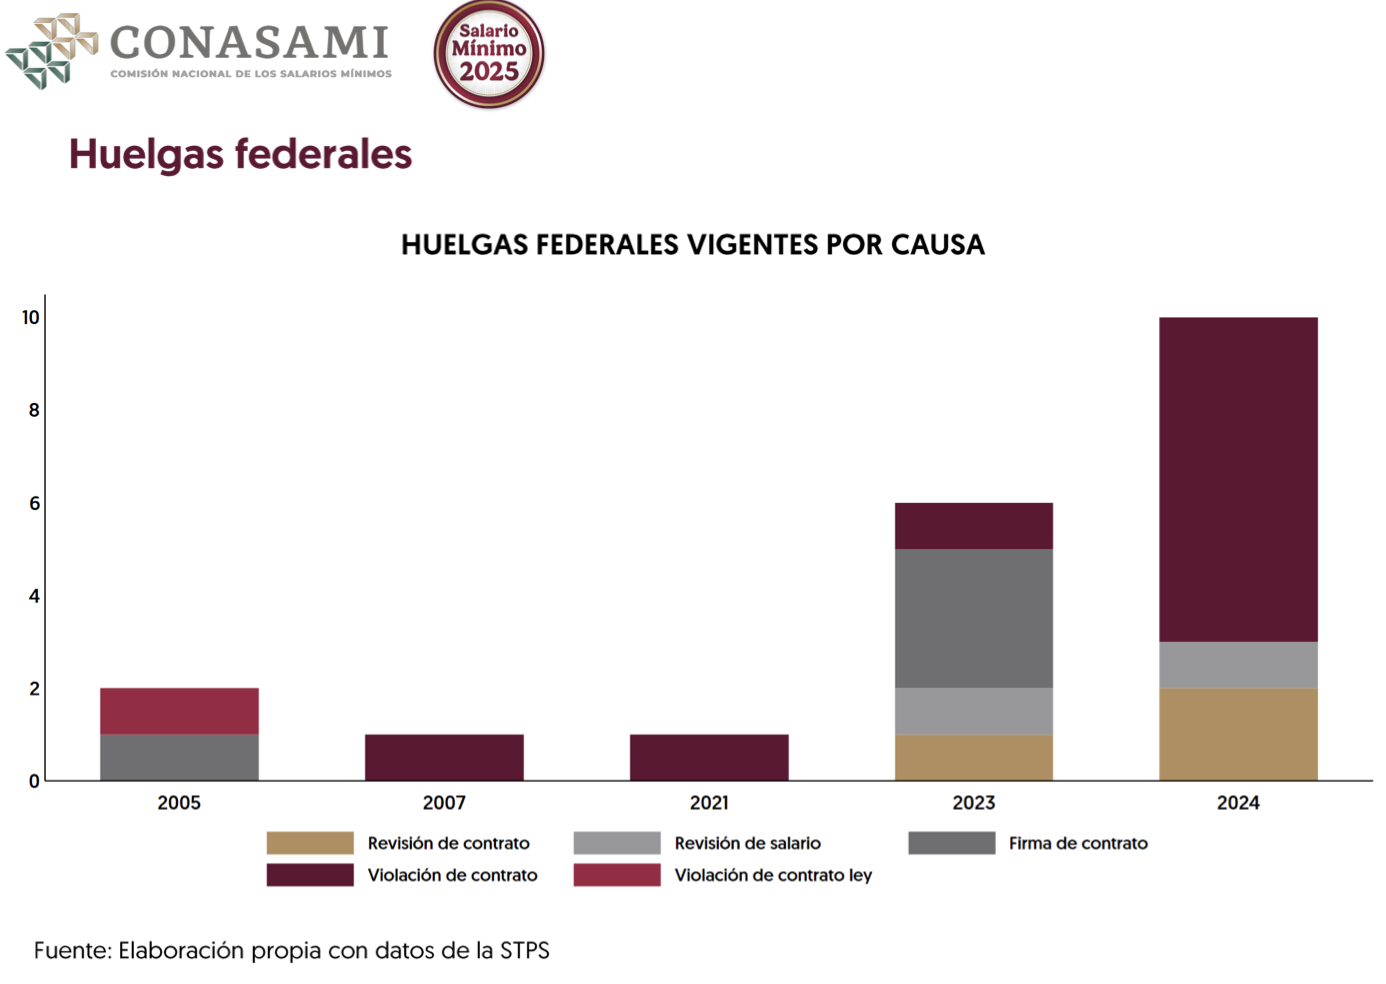 CONASAMI
COMISIÓN NACIONAL DE LOS SALARIOS MÍNIMOS
Salario
Mínimo
2025
Huelgas federales
HUELGAS FEDERALES VIGENTES POR CAUSA
10
8
6
4
2
0
2005 2007 2021 2023 2024
Revisión de contrato Revisión de salario Firma de contrato
Violación de contrato Violación de contrato ley
Fuente: Elaboración propia con datos de la STPS